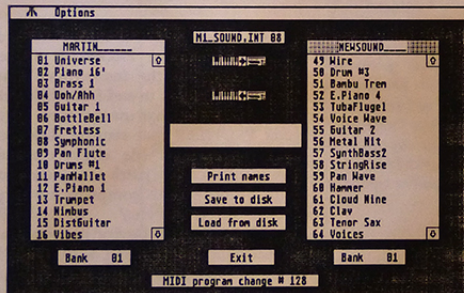 Options
MARTIN______
01 Universe
02 Piano 16'
03 Brass 1
04 Ooh/Ahh
05 Guitar 1
06 BottleBell
07 Fretless
08 Symphonic
09 Pan Flute
10 Drums #1
11 PanMallet
12 E.Piano 1
13 Trumpet
14 Nimbus
15 DistGuitar
16 Vibes
Bank 01
M1_SOUND.INT 08
Print names
Save to disk
Load from disk
Exit
MIDI program change # 128
NEWSOUND____
49 Wire
50 Drum #3
51 Bambu Trem
52 E.Piano 4
53 TubaFlugel
54 Voice Wave
55 Guitar 2
56 Metal Hit
57 SynthBass2
58 StringRise
59 Pan Wave
60 Hammer
61 Cloud Nine
62 Clav
63 Tenor Sax
64 Voices
Bank 01